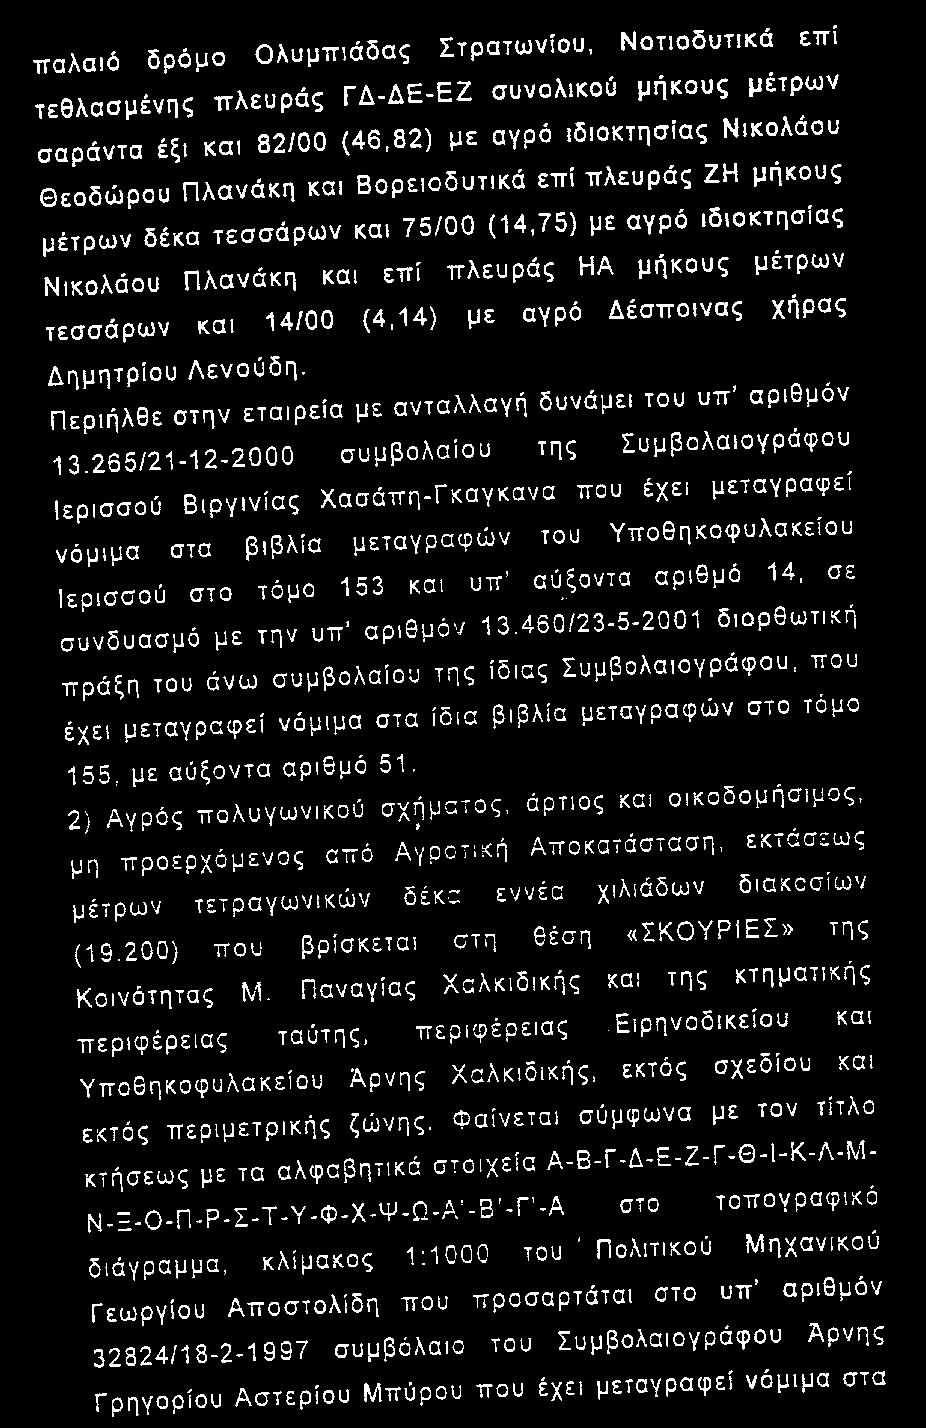 παλαιό δρόμο Ολυμπιάδας Στρατωνίου, Νοτιοδυτικά επί
τεθλασμένης πλευράς ΓΔ-ΔΕ-ΕΖ συνολικού μήκους μέτρων
σαράντα έξι και 82/00 (46,82) με αγρό ιδιοκτησίας Νικολάου
Θεοδώρου Πλανάκη και Βορειοδυτικά επί πλευράς ΖΗ μήκους
μέτρων δέκα τεσσάρων και 75/00 (14,75) με αγρό ιδιοκτησίας
Νικολάου Πλανάκη και επί πλευράς ΗΑ μήκους μέτρων
τεσσάρων και 14/00 (4,14) με αγρό Δέσποινας χήρας
Δημητρίου Λενούδη.
Περιήλθε στην εταιρεία με ανταλλαγή δυνάμει του υπ' αριθμόν
13.265/21-12-2000 συμβολαίου της Συμβολαιογράφου
Ιερισσού Βιργινίας Χασάπη-Γκαγκανα που έχει μεταγραφεί
νόμιμα στα βιβλία μεταγραφών του Υποθηκοφυλακείου
Ιερισσού στο τόμο 153 και υπ' αύξοντα αριθμό 14, σε
συνδυασμό με την υπ' αριθμόν 13.460/23-5-2001 διορθωτική
πράξη του άνω συμβολαίου της ίδιας Συμβολαιογράφου, που
έχει μεταγραφεί νόμιμα στα ίδια βιβλία μεταγραφών στο τόμο
155, με αύξοντα αριθμό 51.
2) Αγρός πολυγωνικού σχήματος, άρτιος και οικοδομήσιμος,
μη προερχόμενος από Αγροτική Αποκατάσταση, εκτάσεως
μέτρων τετραγωνικών δέκα εννέα χιλιάδων διακοσίων
(19.200) που βρίσκεται στη θέση «ΣΚΟΥΡΙΕΣ» της
Κοινότητας Μ. Παναγίας Χαλκιδικής και της κτηματικής
περιφέρειας ταύτης, περιφέρειας Ειρηνοδικείου και
Υποθηκοφυλακείου Άρνης Χαλκιδικής, εκτός σχεδίου και
εκτός περιμετρικής ζώνης. Φαίνεται σύμφωνα με τον τίτλο
κτήσεως με τα αλφαβητικά στοιχεία Α-Β-Γ-Δ-Ε-Ζ-Γ-Θ-Ι-Κ-Λ-Μ-
Ν-Ξ-Ο-Π-Ρ-Σ-Τ-Υ-Φ-Χ-Ψ-Ω-Α'-Β'-Γ'-Α στο τοπογραφικό
διάγραμμα, κλίμακος 1:1000 του Πολιτικού Μηχανικού
Γεωργίου Αποστολίδη που προσαρτάται στο υπ' αριθμόν
32824/18-2-1997 συμβόλαιο του Συμβολαιογράφου Άρνης
Γρηγορίου Αστερίου Μπύρου που έχει μεταγραφεί νόμιμα στα